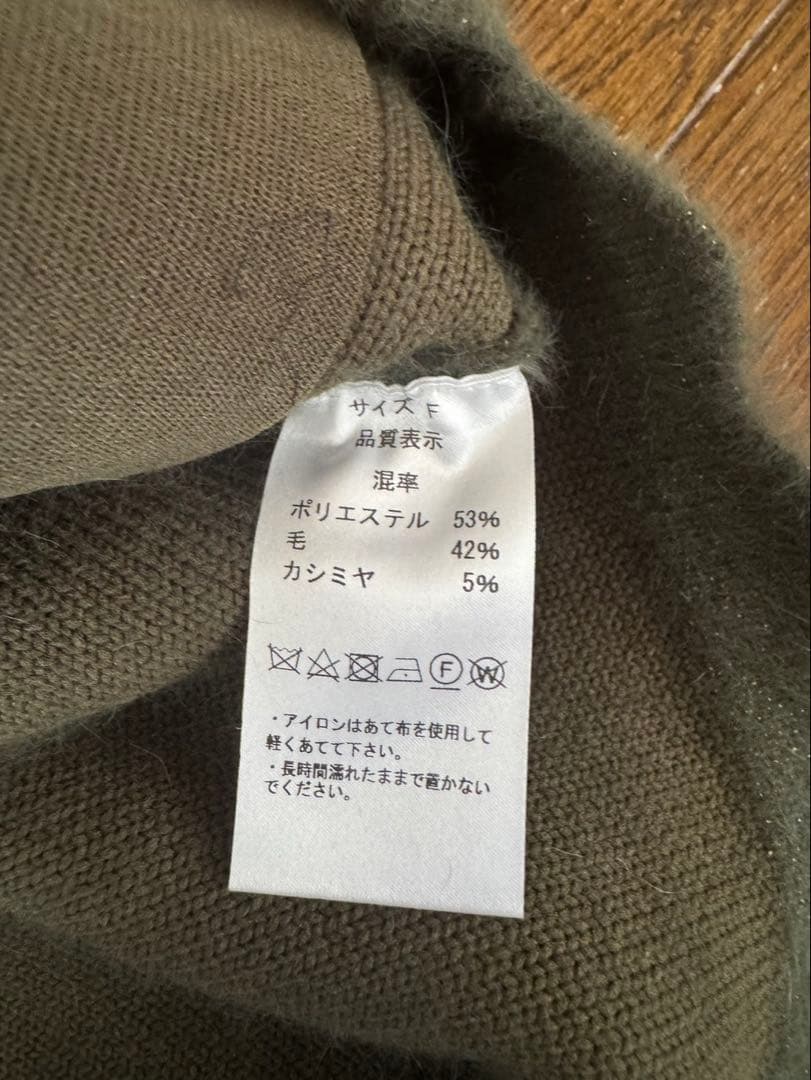 サイズ F
品質表示
混率
ポリエステル 53%
毛 42%
カシミヤ 5%
F W
・アイロンはあて布を使用して
軽くあてて下さい。
・長時間濡れたままで置かない
でください。